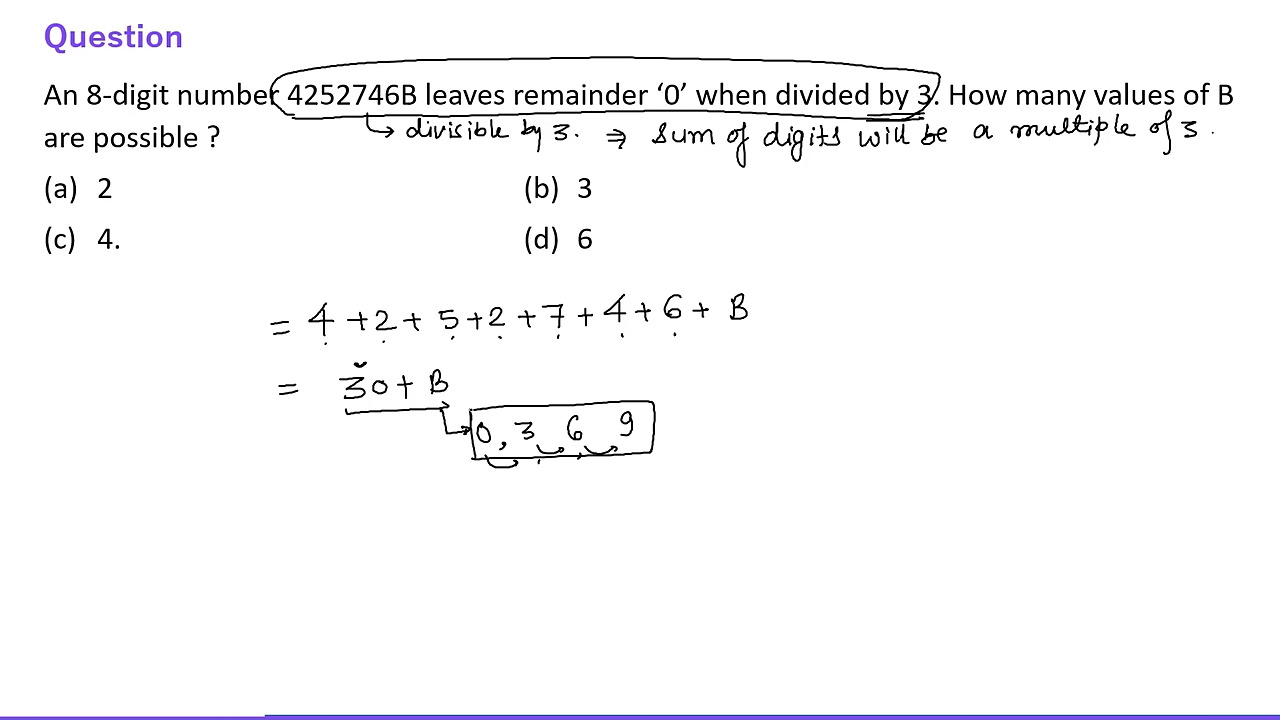 Question
An 8-digit number 4252746B leaves remainder ‘0’ when divided by 3. How many values of B
are possible ?
divisible by 3. ⇒ Sum of digits will be a multiple of 3.
(a) 2
(b) 3
(c) 4.
(d) 6
= 4 + 2 + 5 + 2 + 7 + 4 + 6 + B
= 30 + B
0, 3 6 9